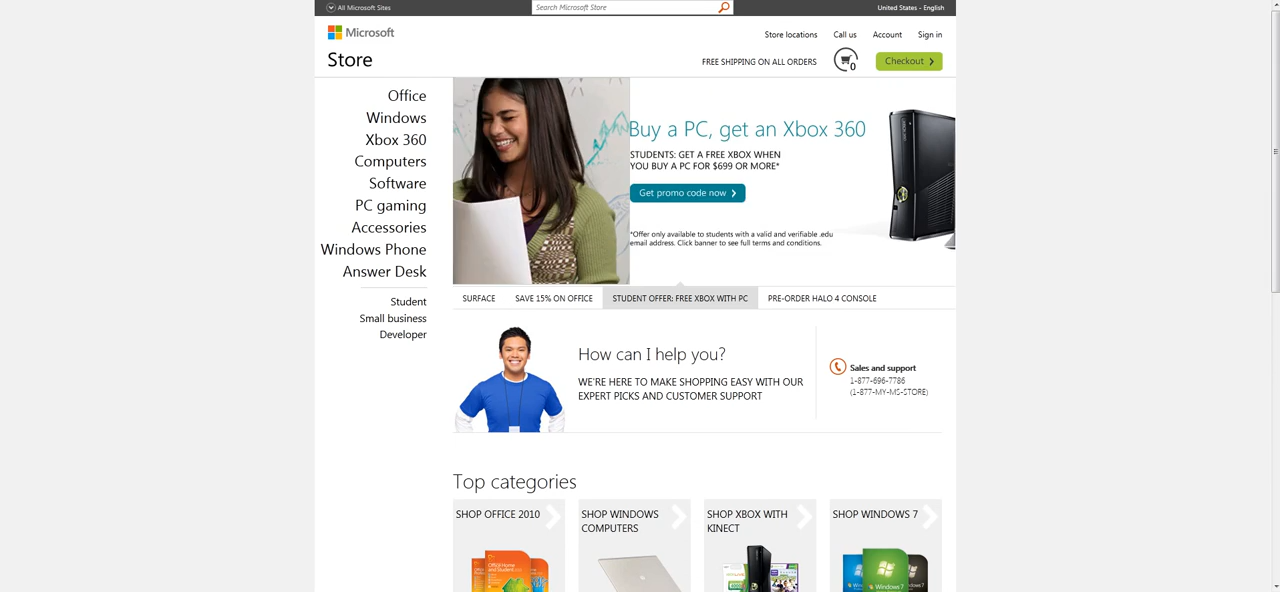 All Microsoft Sites
Search Microsoft Store
United States - English
Microsoft
Store locations
Call us
Account
Sign in
Store
FREE SHIPPING ON ALL ORDERS
0
Checkout
Office
Windows
Xbox 360
Computers
Software
PC gaming
Accessories
Windows Phone
Answer Desk
Student
Small business
Developer
Buy a PC, get an Xbox 360
STUDENTS: GET A FREE XBOX WHEN
YOU BUY A PC FOR $699 OR MORE*
Get promo code now
*Offer only available to students with a valid and verifiable .edu
email address. Click banner to see full terms and conditions.
SURFACE
SAVE 15% ON OFFICE
STUDENT OFFER: FREE XBOX WITH PC
PRE-ORDER HALO 4 CONSOLE
How can I help you?
WE'RE HERE TO MAKE SHOPPING EASY WITH OUR
EXPERT PICKS AND CUSTOMER SUPPORT
Sales and support
1-877-696-7786
(1-877-MY-MS-STORE)
Top categories
SHOP OFFICE 2010
SHOP WINDOWS
COMPUTERS
SHOP XBOX WITH
KINECT
SHOP WINDOWS 7
Windows 7